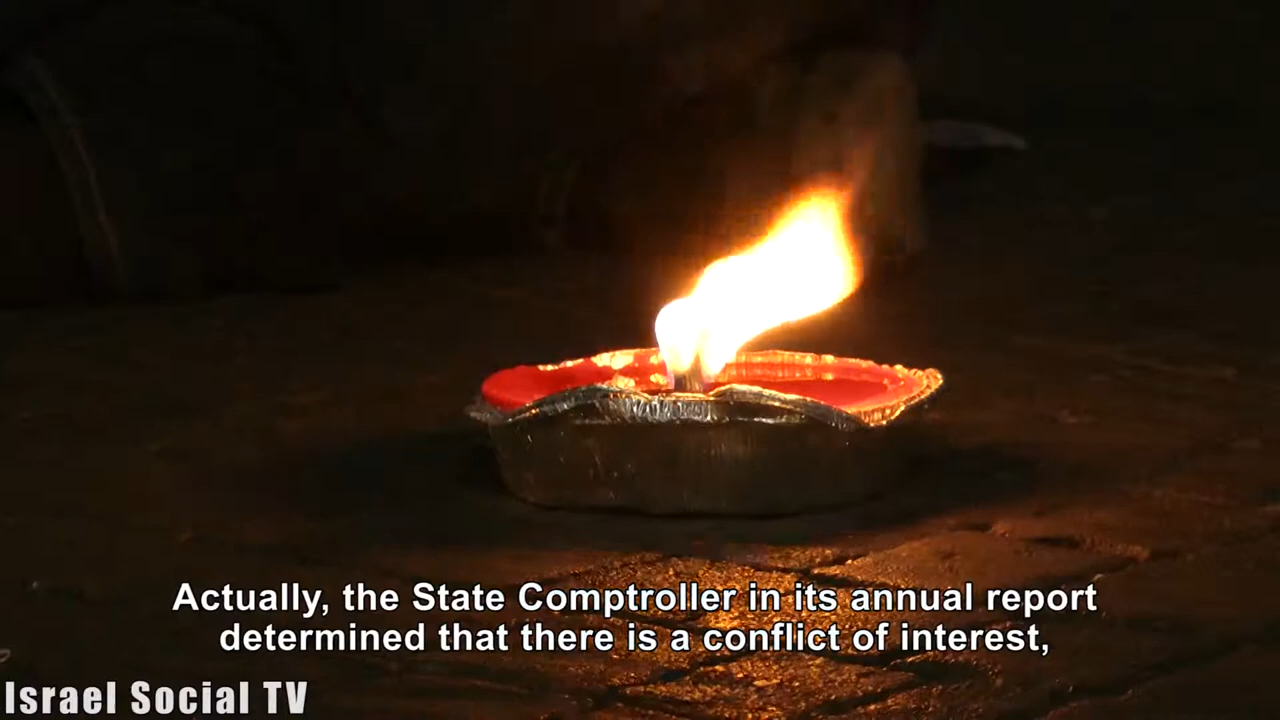 Actually, the State Comptroller in its annual report
determined that there is a conflict of interest,
Israel Social TV